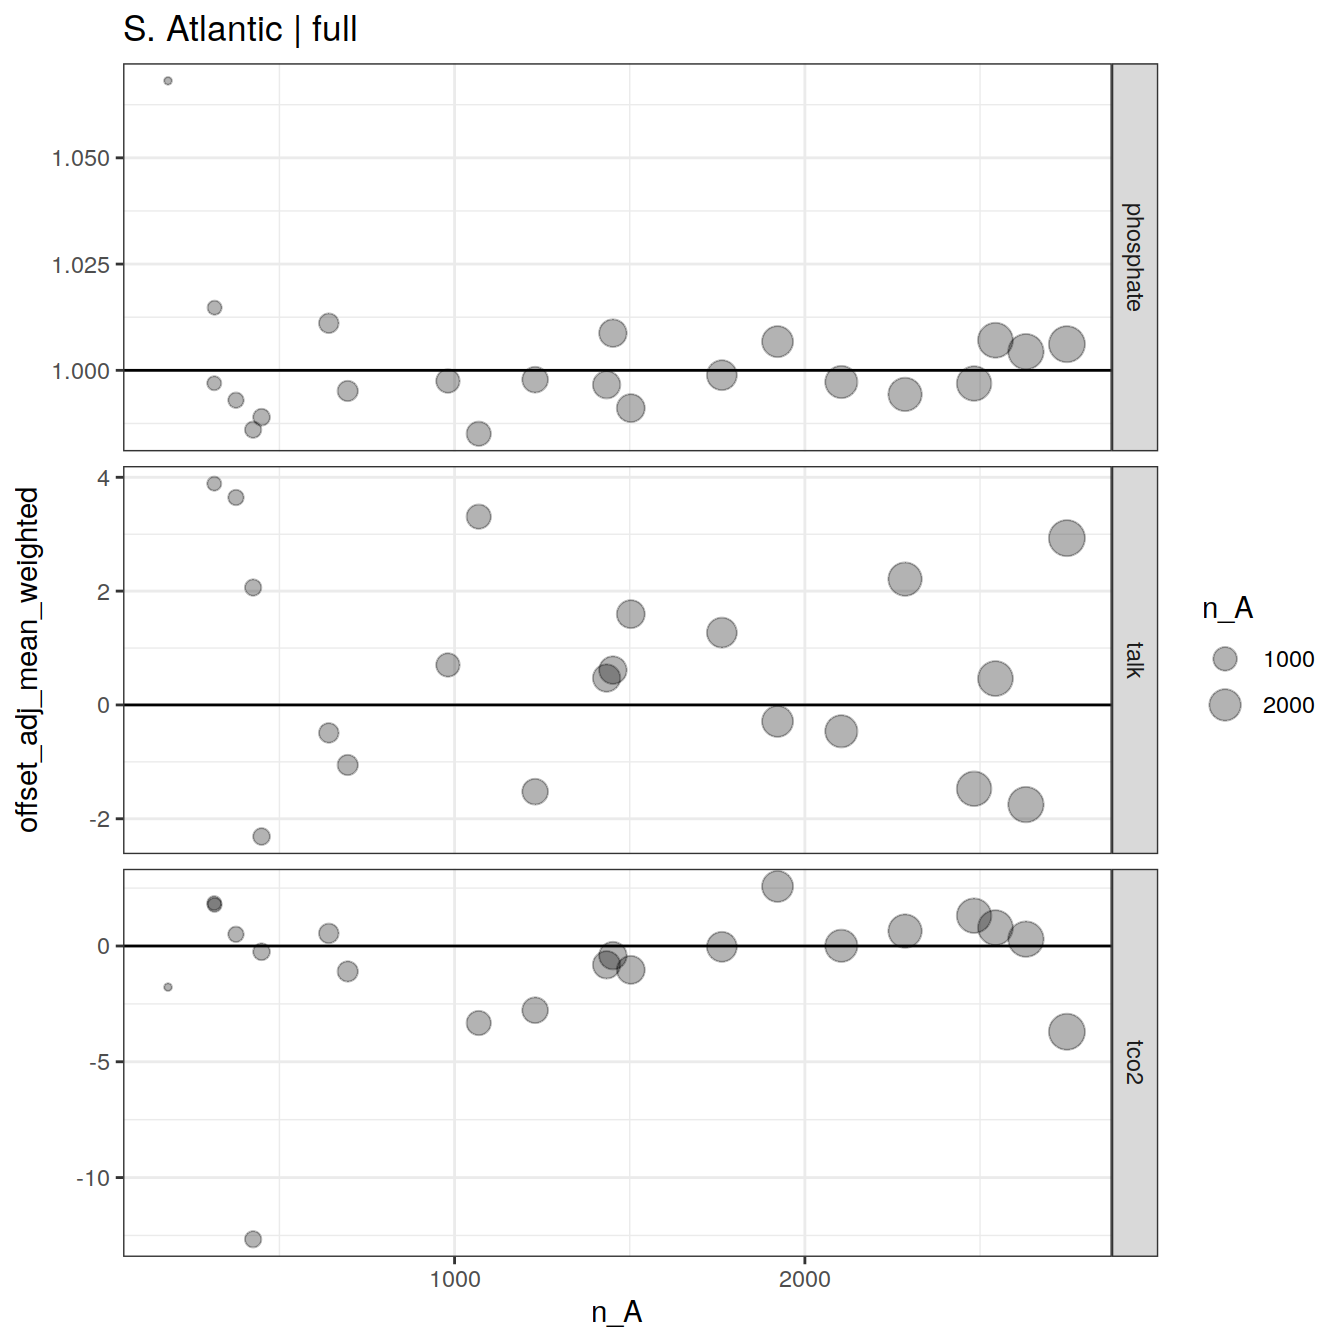 S. Atlantic | full
1.050
1.025
1.000
phosphate
4
2
0
-2
talk
0
-5
-10
tco2
offset_adj_mean_weighted
1000
2000
n_A
n_A
1000
2000